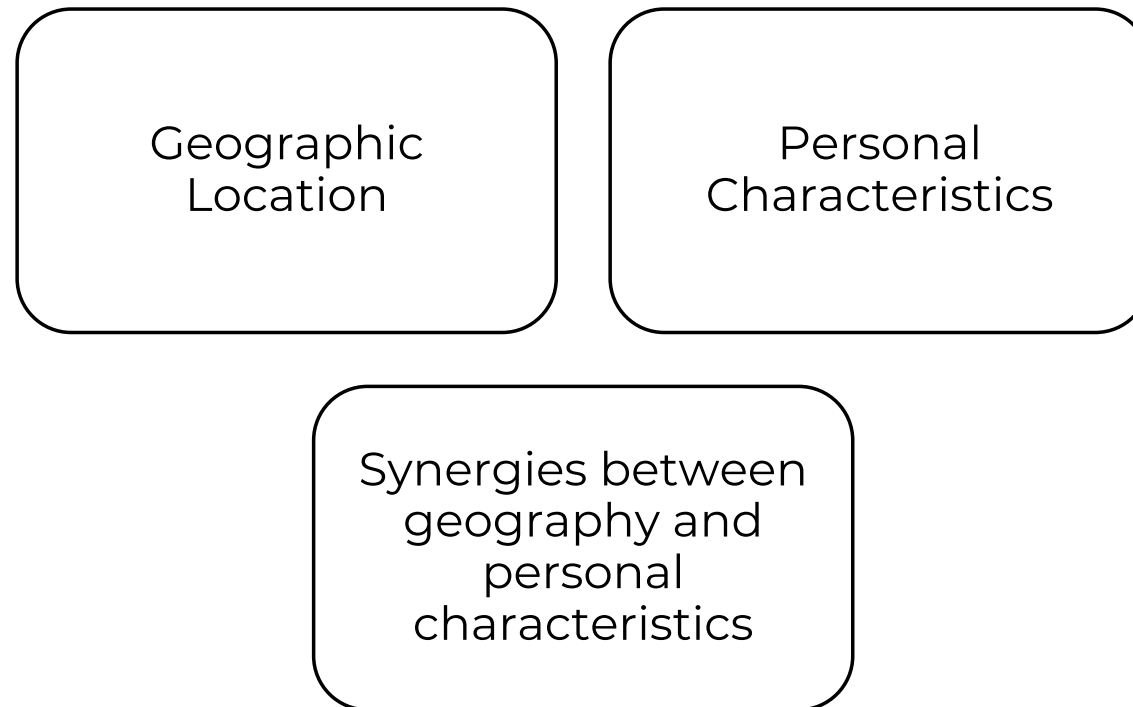 Geographic
Location
Personal
Characteristics
Synergies between
geography and
personal
characteristics